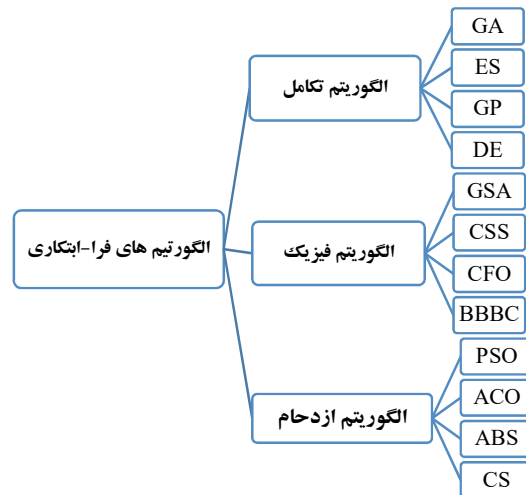 الگورتیم های فرا-ابتکاری
الگوریتم تکامل
GA
ES
GP
DE
الگوریتم فیزیک
GSA
CSS
CFO
BBBC
الگوریتم ازدحام
PSO
ACO
ABS
CS